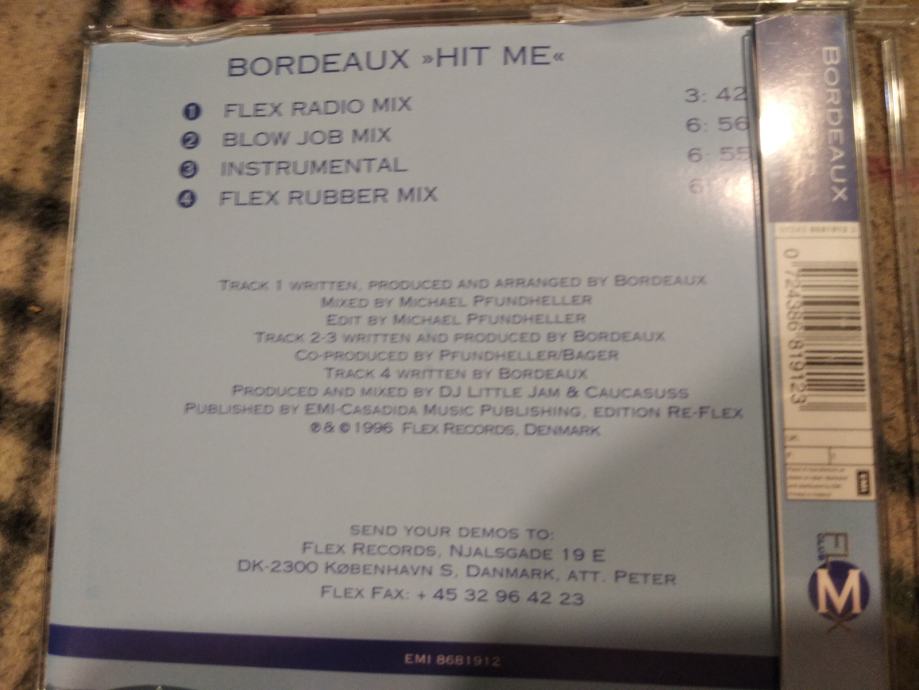 BORDEAUX »HIT ME«
1 FLEX RADIO MIX 3: 42
2 BLOW JOB MIX 6: 56
3 INSTRUMENTAL 6: 55
4 FLEX RUBBER MIX
TRACK 1 WRITTEN, PRODUCED AND ARRANGED BY BORDEAUX
MIXED BY MICHAEL PFUNDHELLER
EDIT BY MICHAEL PFUNDHELLER
TRACK 2-3 WRITTEN AND PRODUCED BY BORDEAUX
CO-PRODUCED BY PFUNDHELLER/BAGER
TRACK 4 WRITTEN BY BORDEAUX
PRODUCED AND MIXED BY DJ LITTLE JAM & CAUCASUSS
PUBLISHED BY EMI-CASADIDA MUSIC PUBLISHING, EDITION RE-FLEX
℗ & © 1996 FLEX RECORDS, DENMARK
SEND YOUR DEMOS TO:
FLEX RECORDS, NJALSGADE 19 E
DK-2300 KØBENHAVN S, DANMARK, ATT. PETER
FLEX FAX: + 45 32 96 42 23
EMI 8681912
BORDEAUX
0 724386 819123
EMI
M